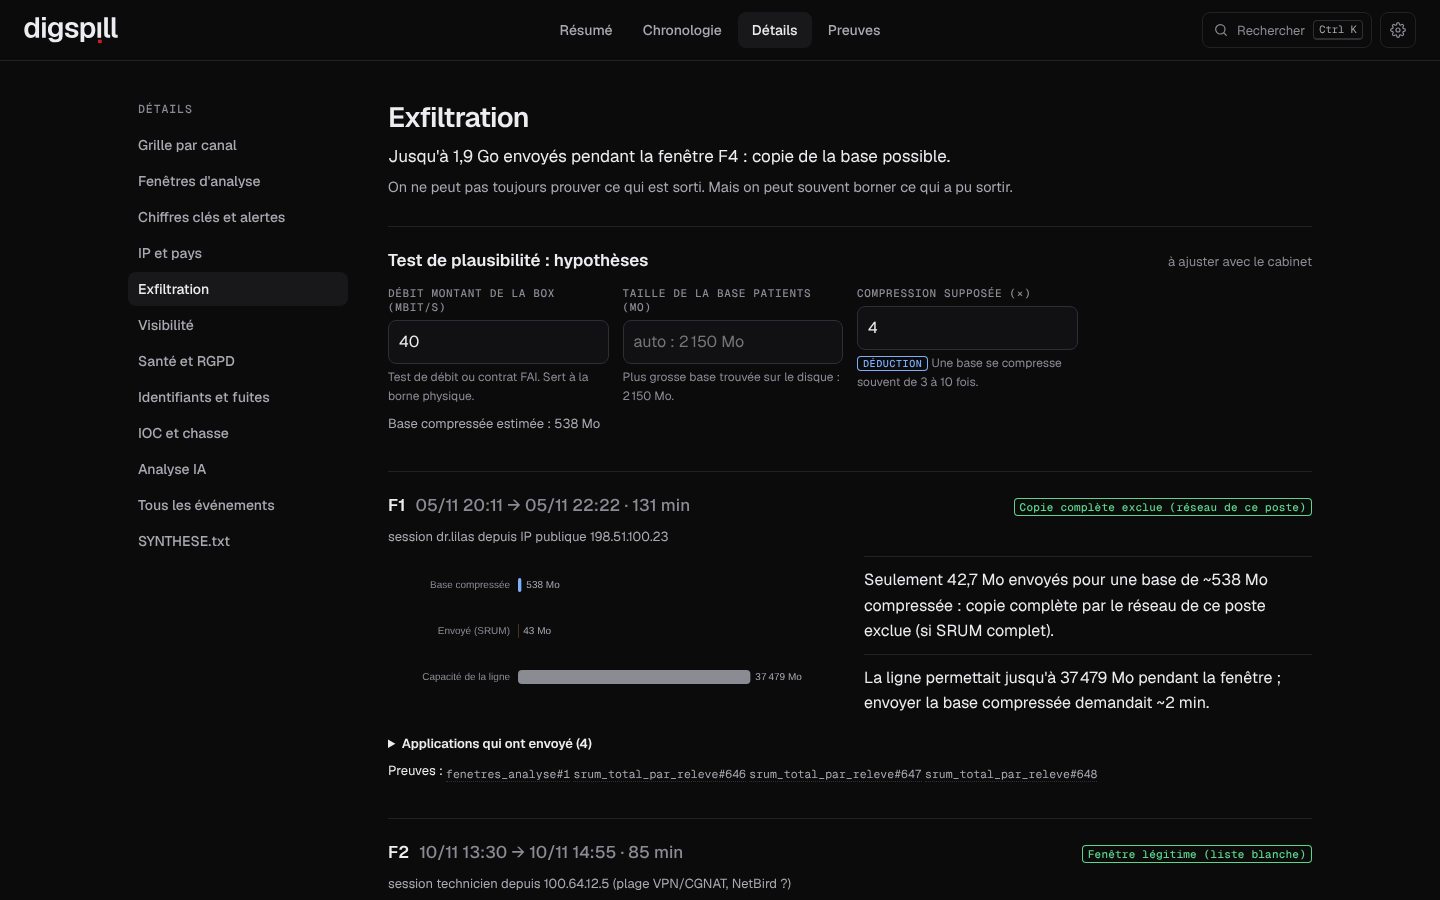 digspill
Résumé
Chronologie
Détails
Preuves
Rechercher
Ctrl K
DÉTAILS
Grille par canal
Fenêtres d'analyse
Chiffres clés et alertes
IP et pays
Exfiltration
Visibilité
Santé et RGPD
Identifiants et fuites
IOC et chasse
Analyse IA
Tous les événements
SYNTHESE.txt
Exfiltration
Jusqu'à 1,9 Go envoyés pendant la fenêtre F4 : copie de la base possible.
On ne peut pas toujours prouver ce qui est sorti. Mais on peut souvent borner ce qui a pu sortir.
Test de plausibilité : hypothèses
à ajuster avec le cabinet
DÉBIT MONTANT DE LA BOX
(MBIT/S)
40
Test de débit ou contrat FAI. Sert à la
borne physique.
TAILLE DE LA BASE PATIENTS
(MO)
auto : 2 150 Mo
Plus grosse base trouvée sur le disque :
2 150 Mo.
COMPRESSION SUPPOSÉE (×)
4
DÉDUCTION Une base se compresse
souvent de 3 à 10 fois.
Base compressée estimée : 538 Mo
F1 05/11 20:11 → 05/11 22:22 · 131 min
Copie complète exclue (réseau de ce poste)
session dr.lilas depuis IP publique 198.51.100.23
Base compressée 538 Mo
Envoyé (SRUM) 43 Mo
Capacité de la ligne 37 479 Mo
Seulement 42,7 Mo envoyés pour une base de ~538 Mo
compressée : copie complète par le réseau de ce poste
exclue (si SRUM complet).
La ligne permettait jusqu'à 37 479 Mo pendant la fenêtre ;
envoyer la base compressée demandait ~2 min.
Applications qui ont envoyé (4)
Preuves : fenetres_analyse#1 srum_total_par_releve#646 srum_total_par_releve#647 srum_total_par_releve#648
F2 10/11 13:30 → 10/11 14:55 · 85 min
Fenêtre légitime (liste blanche)
session technicien depuis 100.64.12.5 (plage VPN/CGNAT, NetBird ?)